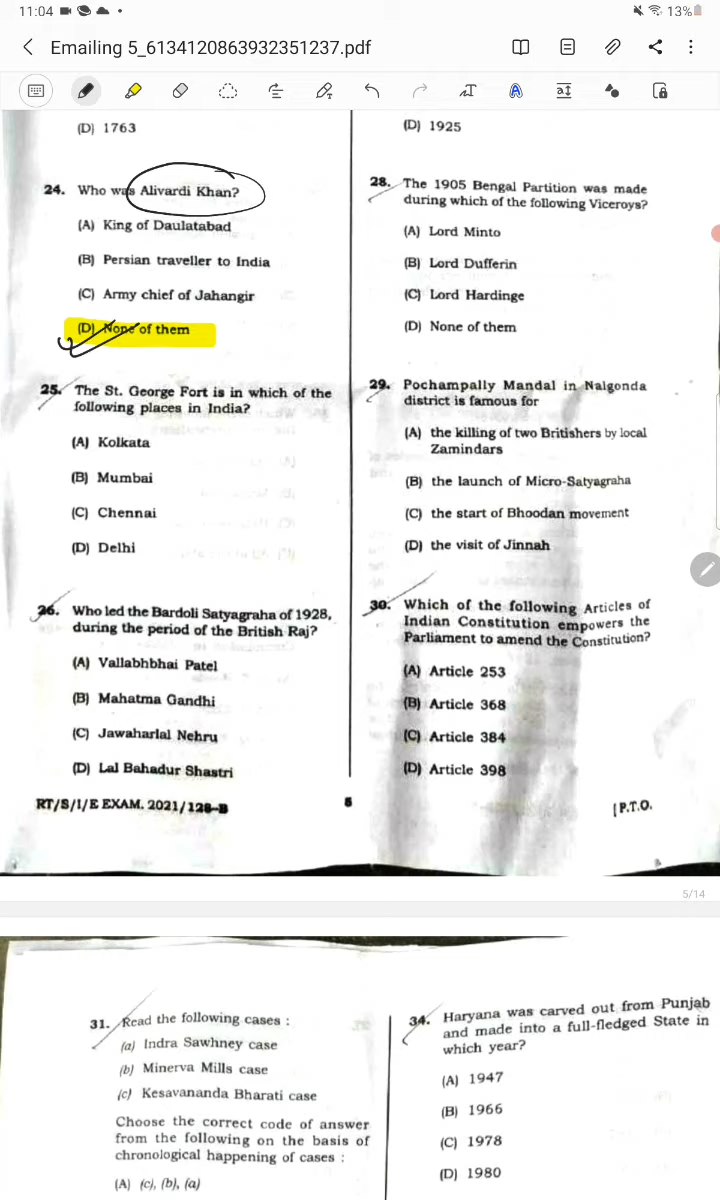 11:04
13%
Emailing 5_6134120863932351237.pdf
(D) 1763
24. Who was Alivardi Khan?
(A) King of Daulatabad
(B) Persian traveller to India
(C) Army chief of Jahangir
(D) None of them
25. The St. George Fort is in which of the
following places in India?
(A) Kolkata
(B) Mumbai
(C) Chennai
(D) Delhi
26. Who led the Bardoli Satyagraha of 1928,
during the period of the British Raj?
(A) Vallabhbhai Patel
(B) Mahatma Gandhi
(C) Jawaharlal Nehru
(D) Lal Bahadur Shastri
RT/S/I/E EXAM. 2021/128-B
(D) 1925
28. The 1905 Bengal Partition was made
during which of the following Viceroys?
(A) Lord Minto
(B) Lord Dufferin
(C) Lord Hardinge
(D) None of them
29. Pochampally Mandal in Nalgonda
district is famous for
(A) the killing of two Britishers by local
Zamindars
(B) the launch of Micro-Satyagraha
(C) the start of Bhoodan movement
(D) the visit of Jinnah
30. Which of the following Articles of
Indian Constitution empowers the
Parliament to amend the Constitution?
(A) Article 253
(B) Article 368
(C) Article 384
(D) Article 398
5
[P.T.O.
5/14
31. Read the following cases :
(a) Indra Sawhney case
(b) Minerva Mills case
(c) Kesavananda Bharati case
Choose the correct code of answer
from the following on the basis of
chronological happening of cases :
(A) (c), (b), (a)
34. Haryana was carved out from Punjab
and made into a full-fledged State in
which year?
(A) 1947
(B) 1966
(C) 1978
(D) 1980